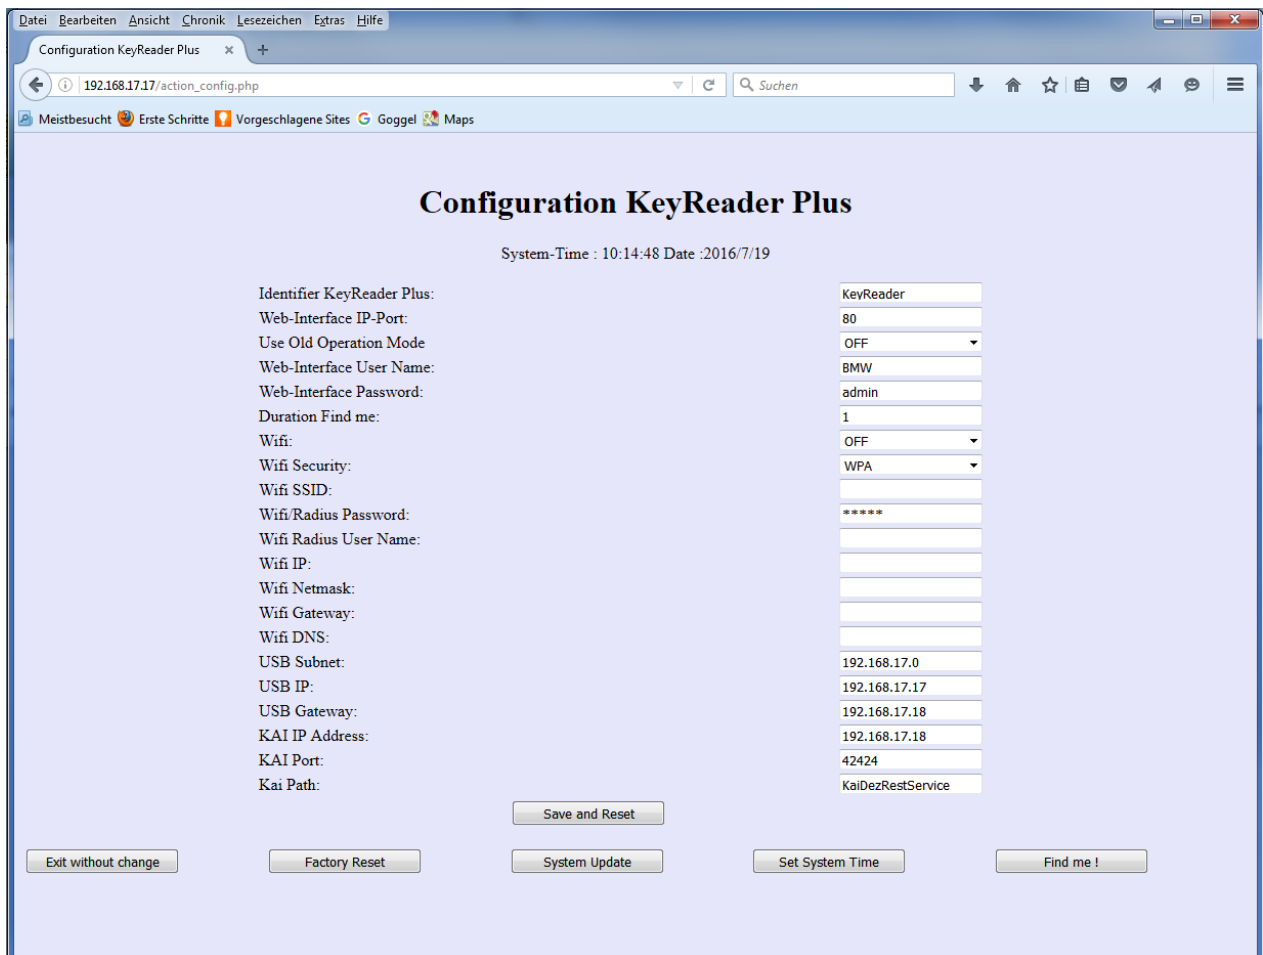 Datei Bearbeiten Ansicht Chronik Lesezeichen Extras Hilfe
Configuration KeyReader Plus
192.168.17.17/action_config.php
Suchen
Meistbesucht Erste Schritte Vorgeschlagene Sites Goggel Maps
Configuration KeyReader Plus
System-Time : 10:14:48 Date :2016/7/19
Identifier KeyReader Plus: KeyReader
Web-Interface IP-Port: 80
Use Old Operation Mode OFF
Web-Interface User Name: BMW
Web-Interface Password: admin
Duration Find me: 1
Wifi: OFF
Wifi Security: WPA
Wifi SSID:
Wifi/Radius Password: *****
Wifi Radius User Name:
Wifi IP:
Wifi Netmask:
Wifi Gateway:
Wifi DNS:
USB Subnet: 192.168.17.0
USB IP: 192.168.17.17
USB Gateway: 192.168.17.18
KAI IP Address: 192.168.17.18
KAI Port: 42424
Kai Path: KaiDezRestService
Save and Reset
Exit without change Factory Reset System Update Set System Time Find me !